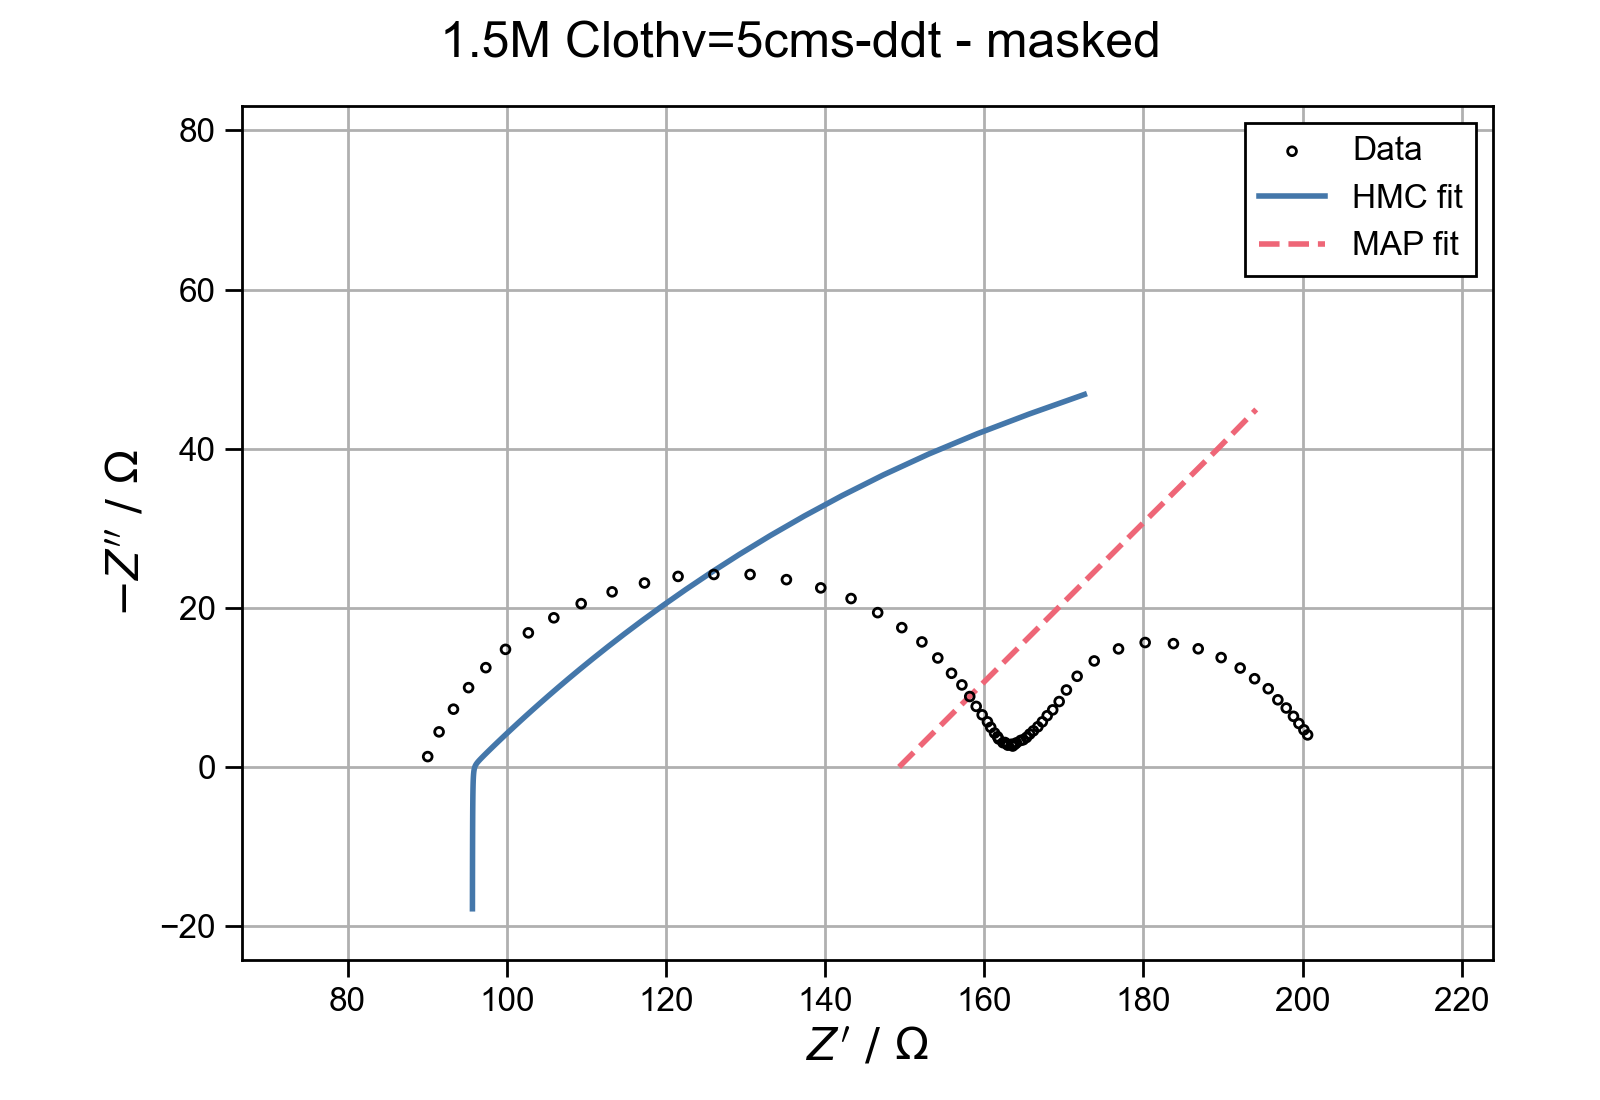 1.5M Clothv=5cms-ddt - masked
80
60
40
20
0
−20
−Z′′ / Ω
Data
HMC fit
MAP fit
80 100 120 140 160 180 200 220
Z′ / Ω